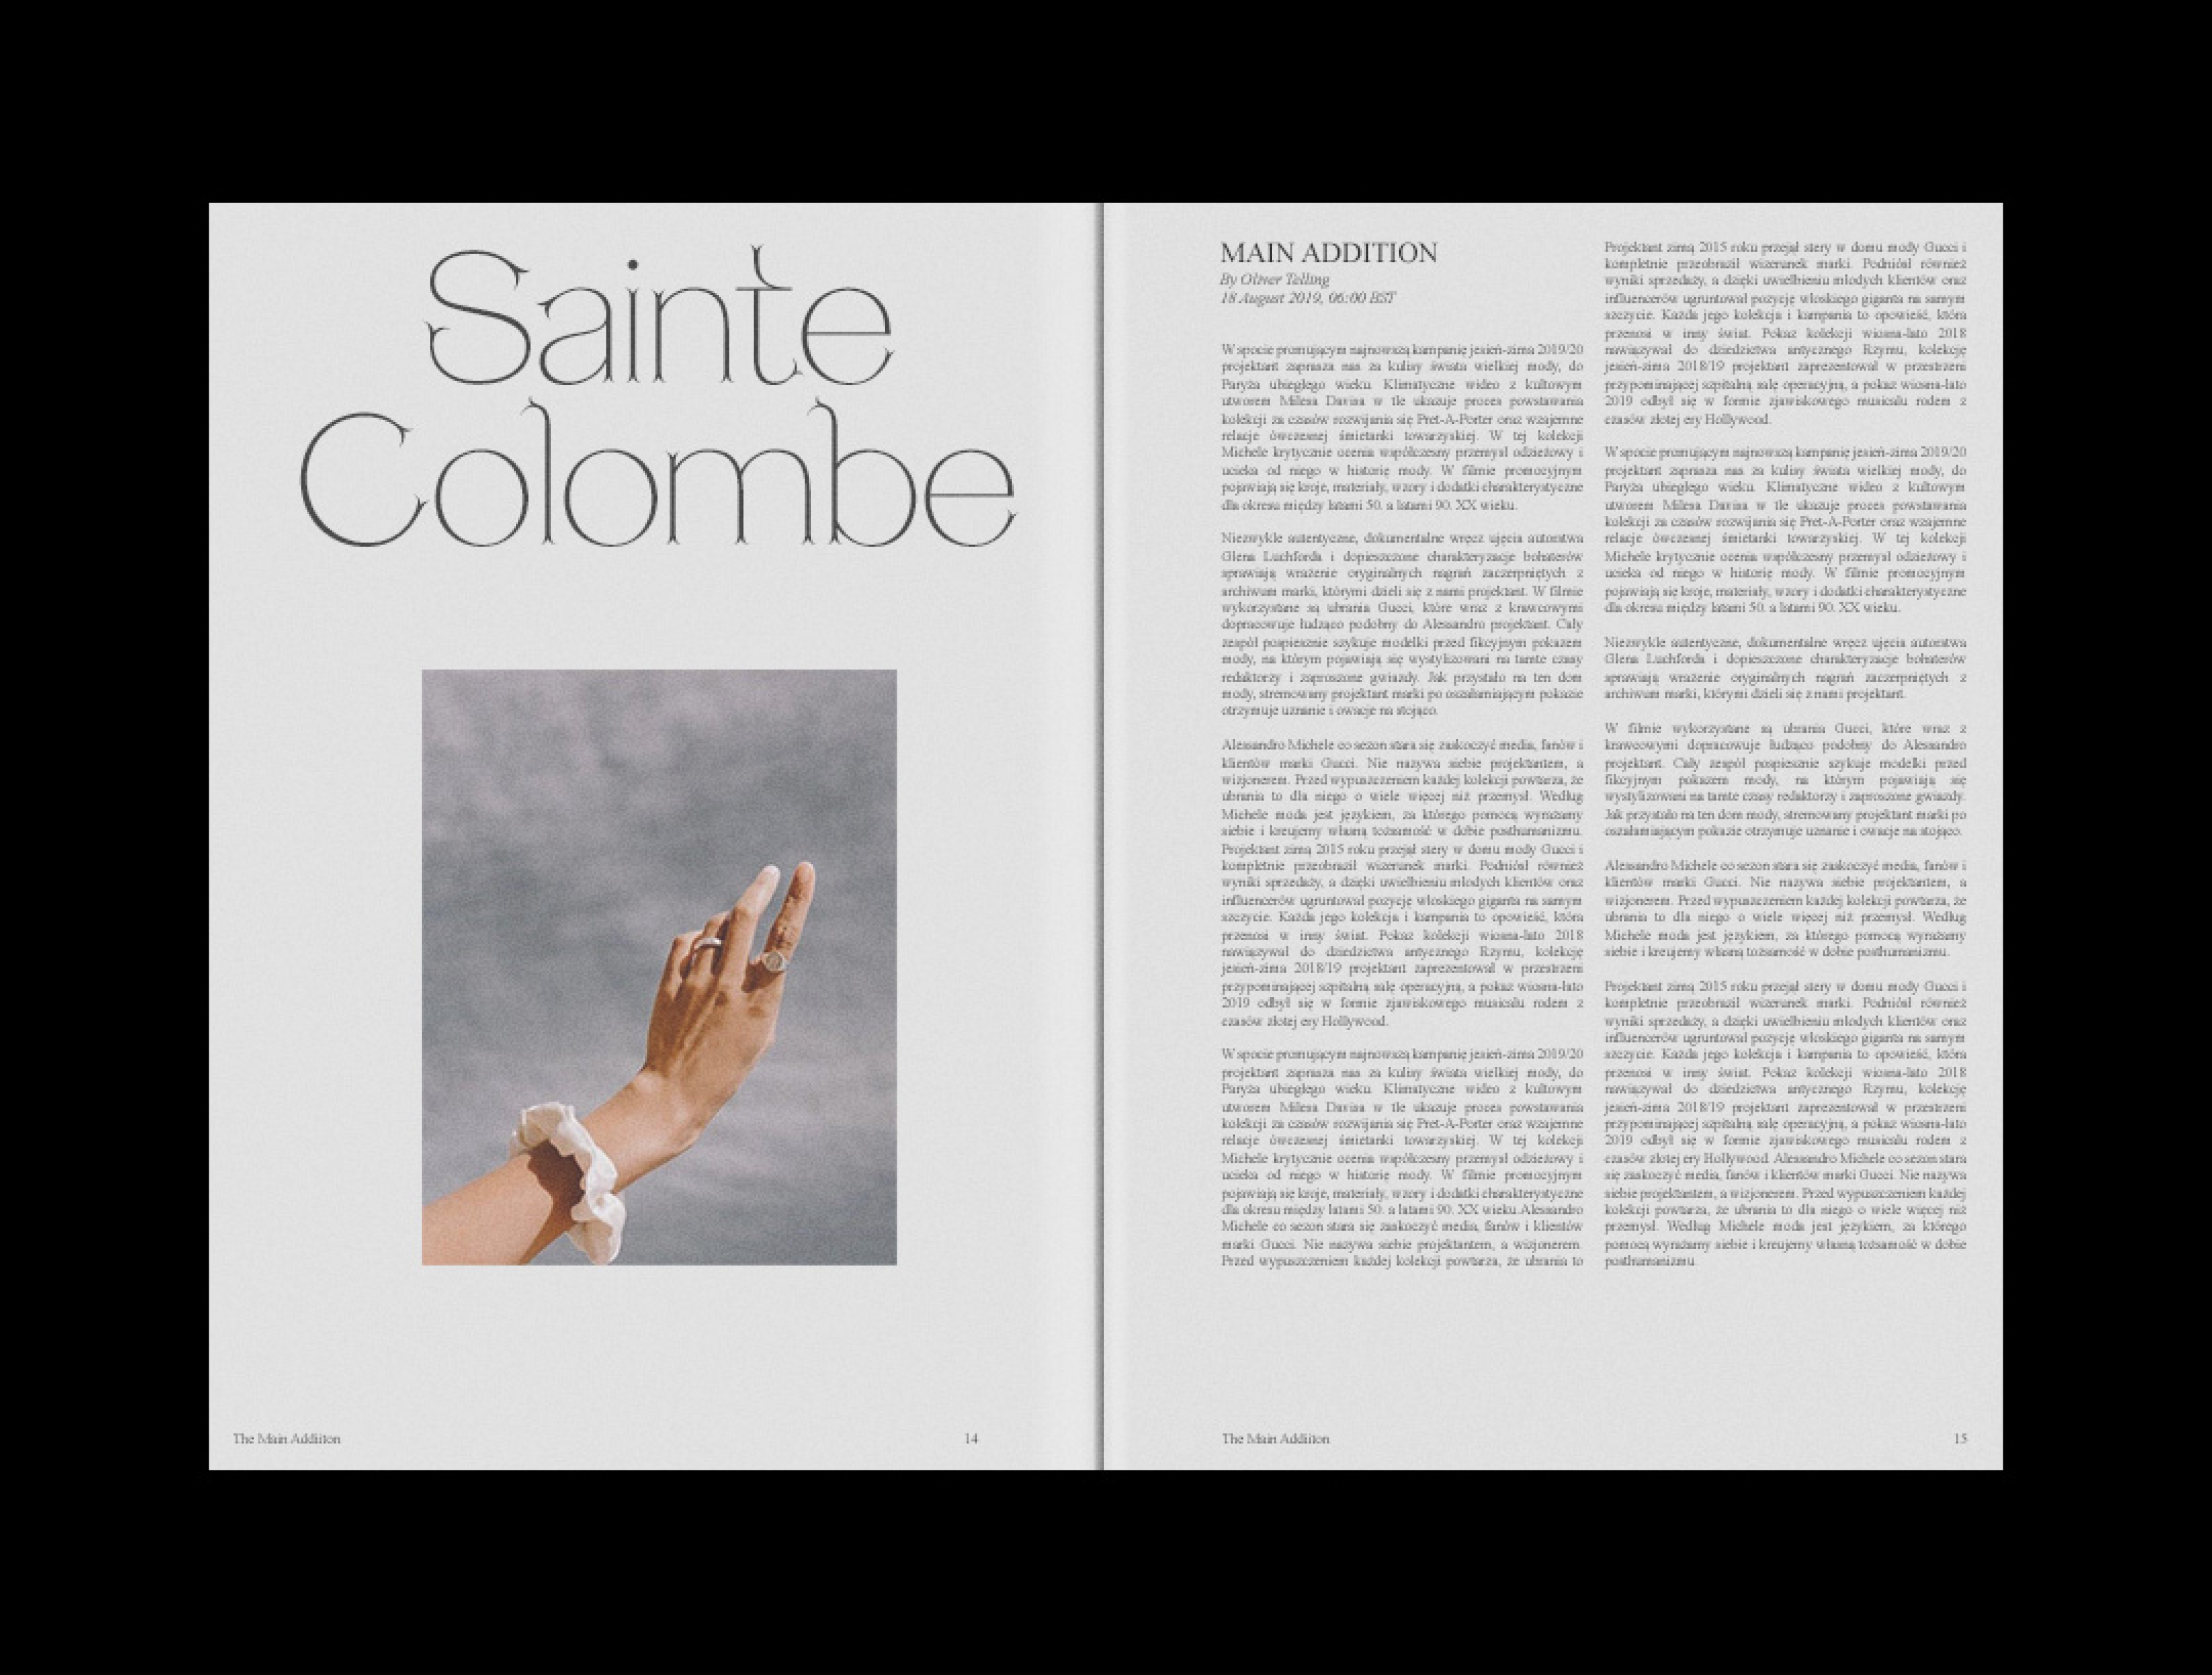 Sainte
Colombe
The Main Addiiton
14
MAIN ADDITION
By Oliver Telling
18 August 2019, 06:00 BST
W spocie promującym najnowszą kampanię jesień-zima 2019/20
projektant zaprasza nas za kulisy świata wielkiej mody, do
Paryża ubiegłego wieku. Klimatyczne wideo z kultowym
utworem Milesa Davisa w tle ukazuje proces powstawania
kolekcji za czasów rozwijania się Pret-A-Porter oraz wzajemne
relacje ówczesnej śmietanki towarzyskiej. W tej kolekcji
Michele krytycznie ocenia współczesny przemysł odzieżowy i
ucieka od niego w historię mody. W filmie promocyjnym
pojawiają się kroje, materiały, wzory i dodatki charakterystyczne
dla okresu między latami 50. a latami 90. XX wieku.
Niezwykle autentyczne, dokumentalne wręcz ujęcia autorstwa
Glena Luchforda i dopieszczone charakteryzacje bohaterów
sprawiają wrażenie oryginalnych nagrań zaczerpniętych z
archiwum marki, którymi dzieli się z nami projektant. W filmie
wykorzystane są ubrania Gucci, które wraz z krawcowymi
dopracowuje łudząco podobny do Alessandro projektant. Cały
zespół pospiesznie szykuje modelki przed fikcyjnym pokazem
mody, na którym pojawiają się wystylizowani na tamte czasy
redaktorzy i zaproszone gwiazdy. Jak przystało na ten dom
mody, stremowany projektant marki po oszałamiającym pokazie
otrzymuje uznanie i owacje na stojąco.
Alessandro Michele co sezon stara się zaskoczyć media, fanów i
klientów marki Gucci. Nie nazywa siebie projektantem, a
wizjonerem. Przed wypuszczeniem każdej kolekcji powtarza, że
ubrania to dla niego o wiele więcej niż przemysł. Według
Michele moda jest językiem, za którego pomocą wyrażamy
siebie i kreujemy własną tożsamość w dobie posthumanizmu.
Projektant zimą 2015 roku przejął stery w domu mody Gucci i
kompletnie przeobraził wizerunek marki. Podniósł również
wyniki sprzedaży, a dzięki uwielbieniu młodych klientów oraz
influencerów ugruntował pozycję włoskiego giganta na samym
szczycie. Każda jego kolekcja i kampania to opowieść, która
przenosi w inny świat. Pokaz kolekcji wiosna-lato 2018
nawiązywał do dziedzictwa antycznego Rzymu, kolekcję
jesień-zima 2018/19 projektant zaprezentował w przestrzeni
przypominającej szpitalną salę operacyjną, a pokaz wiosna-lato
2019 odbył się w formie zjawiskowego musicalu rodem z
czasów złotej ery Hollywood.
W spocie promującym najnowszą kampanię jesień-zima 2019/20
projektant zaprasza nas za kulisy świata wielkiej mody, do
Paryża ubiegłego wieku. Klimatyczne wideo z kultowym
utworem Milesa Davisa w tle ukazuje proces powstawania
kolekcji za czasów rozwijania się Pret-A-Porter oraz wzajemne
relacje ówczesnej śmietanki towarzyskiej. W tej kolekcji
Michele krytycznie ocenia współczesny przemysł odzieżowy i
ucieka od niego w historię mody. W filmie promocyjnym
pojawiają się kroje, materiały, wzory i dodatki charakterystyczne
dla okresu między latami 50. a latami 90. XX wieku.Alessandro
Michele co sezon stara się zaskoczyć media, fanów i klientów
marki Gucci. Nie nazywa siebie projektantem, a wizjonerem.
Przed wypuszczeniem każdej kolekcji powtarza, że ubrania to
Projektant zimą 2015 roku przejął stery w domu mody Gucci i
kompletnie przeobraził wizerunek marki. Podniósł również
wyniki sprzedaży, a dzięki uwielbieniu młodych klientów oraz
influencerów ugruntował pozycję włoskiego giganta na samym
szczycie. Każda jego kolekcja i kampania to opowieść, która
przenosi w inny świat. Pokaz kolekcji wiosna-lato 2018
nawiązywał do dziedzictwa antycznego Rzymu, kolekcję
jesień-zima 2018/19 projektant zaprezentował w przestrzeni
przypominającej szpitalną salę operacyjną, a pokaz wiosna-lato
2019 odbył się w formie zjawiskowego musicalu rodem z
czasów złotej ery Hollywood.
W spocie promującym najnowszą kampanię jesień-zima 2019/20
projektant zaprasza nas za kulisy świata wielkiej mody, do
Paryża ubiegłego wieku. Klimatyczne wideo z kultowym
utworem Milesa Davisa w tle ukazuje proces powstawania
kolekcji za czasów rozwijania się Pret-A-Porter oraz wzajemne
relacje ówczesnej śmietanki towarzyskiej. W tej kolekcji
Michele krytycznie ocenia współczesny przemysł odzieżowy i
ucieka od niego w historię mody. W filmie promocyjnym
pojawiają się kroje, materiały, wzory i dodatki charakterystyczne
dla okresu między latami 50. a latami 90. XX wieku.
Niezwykle autentyczne, dokumentalne wręcz ujęcia autorstwa
Glena Luchforda i dopieszczone charakteryzacje bohaterów
sprawiają wrażenie oryginalnych nagrań zaczerpniętych z
archiwum marki, którymi dzieli się z nami projektant.
W filmie wykorzystane są ubrania Gucci, które wraz z
krawcowymi dopracowuje łudząco podobny do Alessandro
projektant. Cały zespół pospiesznie szykuje modelki przed
fikcyjnym pokazem mody, na którym pojawiają się
wystylizowani na tamte czasy redaktorzy i zaproszone gwiazdy.
Jak przystało na ten dom mody, stremowany projektant marki po
oszałamiającym pokazie otrzymuje uznanie i owacje na stojąco.
Alessandro Michele co sezon stara się zaskoczyć media, fanów i
klientów marki Gucci. Nie nazywa siebie projektantem, a
wizjonerem. Przed wypuszczeniem każdej kolekcji powtarza, że
ubrania to dla niego o wiele więcej niż przemysł. Według
Michele moda jest językiem, za którego pomocą wyrażamy
siebie i kreujemy własną tożsamość w dobie posthumanizmu.
Projektant zimą 2015 roku przejął stery w domu mody Gucci i
kompletnie przeobraził wizerunek marki. Podniósł również
wyniki sprzedaży, a dzięki uwielbieniu młodych klientów oraz
influencerów ugruntował pozycję włoskiego giganta na samym
szczycie. Każda jego kolekcja i kampania to opowieść, która
przenosi w inny świat. Pokaz kolekcji wiosna-lato 2018
nawiązywał do dziedzictwa antycznego Rzymu, kolekcję
jesień-zima 2018/19 projektant zaprezentował w przestrzeni
przypominającej szpitalną salę operacyjną, a pokaz wiosna-lato
2019 odbył się w formie zjawiskowego musicalu rodem z
czasów złotej ery Hollywood. Alessandro Michele co sezon stara
się zaskoczyć media, fanów i klientów marki Gucci. Nie nazywa
siebie projektantem, a wizjonerem. Przed wypuszczeniem każdej
kolekcji powtarza, że ubrania to dla niego o wiele więcej niż
przemysł. Według Michele moda jest językiem, za którego
pomocą wyrażamy siebie i kreujemy własną tożsamość w dobie
posthumanizmu.
The Main Addiiton
15